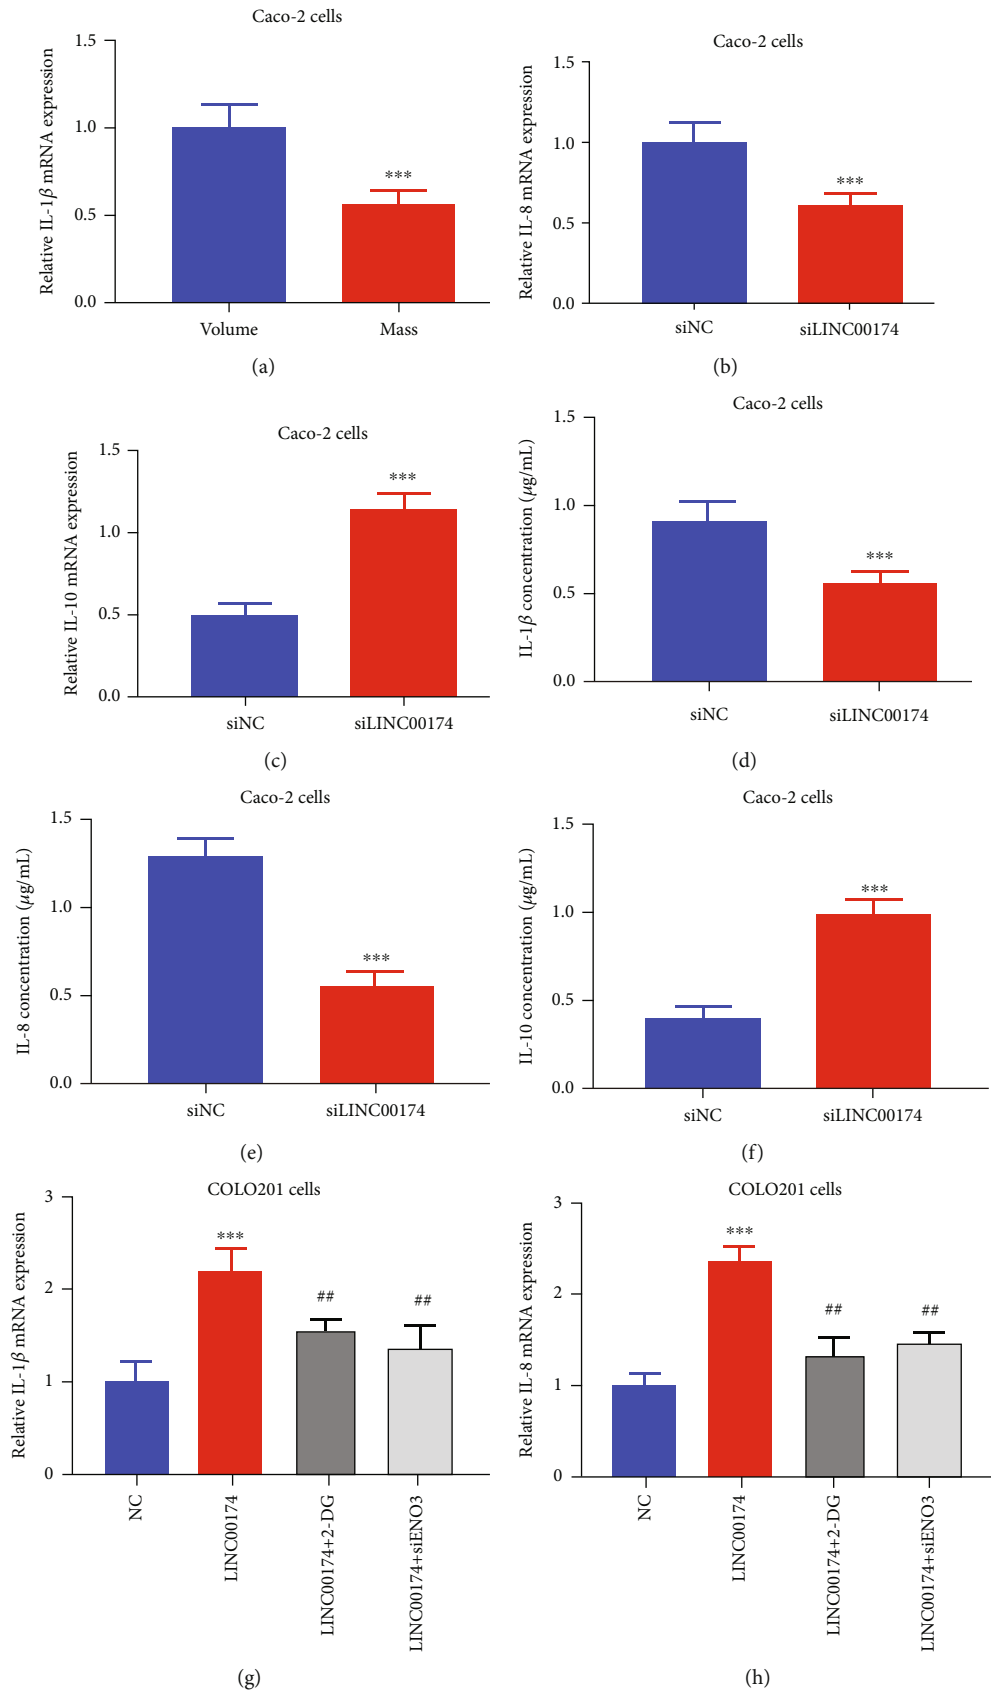 Caco-2 cells
Relative IL-1β mRNA expression
1.5
1.0
0.5
0.0
***
Volume
Mass
(a)
Caco-2 cells
Relative IL-8 mRNA expression
1.5
1.0
0.5
0.0
***
siNC
siLINC00174
(b)
Caco-2 cells
Relative IL-10 mRNA expression
1.5
1.0
0.5
0.0
***
siNC
siLINC00174
(c)
Caco-2 cells
IL-1β concentration (μg/mL)
1.5
1.0
0.5
0.0
***
siNC
siLINC00174
(d)
Caco-2 cells
IL-8 concentration (μg/mL)
1.5
1.0
0.5
0.0
***
siNC
siLINC00174
(e)
Caco-2 cells
IL-10 concentration (μg/mL)
1.5
1.0
0.5
0.0
***
siNC
siLINC00174
(f)
COLO201 cells
Relative IL-1β mRNA expression
3
2
1
0
***
##
##
NC
LINC00174
LINC00174+2-DG
LINC00174+siENO3
(g)
COLO201 cells
Relative IL-8 mRNA expression
3
2
1
0
***
##
##
NC
LINC00174
LINC00174+2-DG
LINC00174+siENO3
(h)